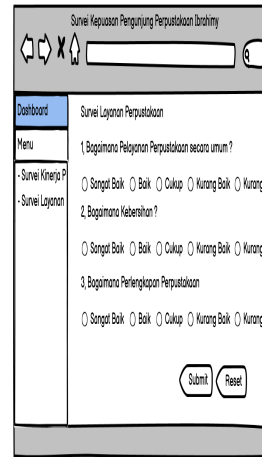 Survei Kepuasan Pengunjung Perpustakaan Ibrahimy
Dashboard
Menu
- Survei Kinerja P
- Survei Layanan
Survei Layanan Perpustakaan
1, Bagaimana Pelayanan Perpustakaan secara umum ?
Sangat Baik Baik Cukup Kurang Baik Kurang
2, Bagaimana Kebersihan ?
Sangat Baik Baik Cukup Kurang Baik Kurang
3, Bagaimana Perlengkapan Perpustakaan
Sangat Baik Baik Cukup Kurang Baik Kurang
Submit Reset